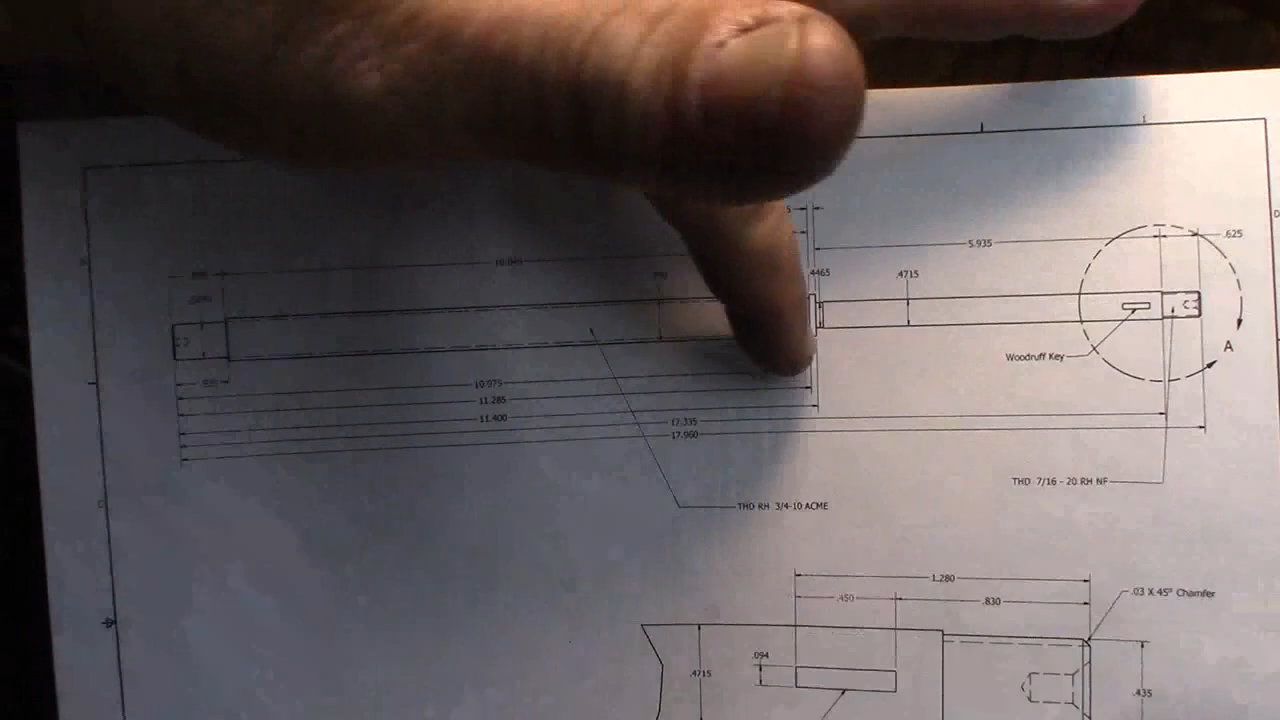 1
D
5
.625
5.935
4465
.4715
Woodruff Key
A
10.975
11.285
11.400
17.335
17.960
THD 7/16 - 20 RH NF
THD RH 3/4-10 ACME
1.280
.450
.830
.03 X 45° Chamfer
.094
.4715
.435